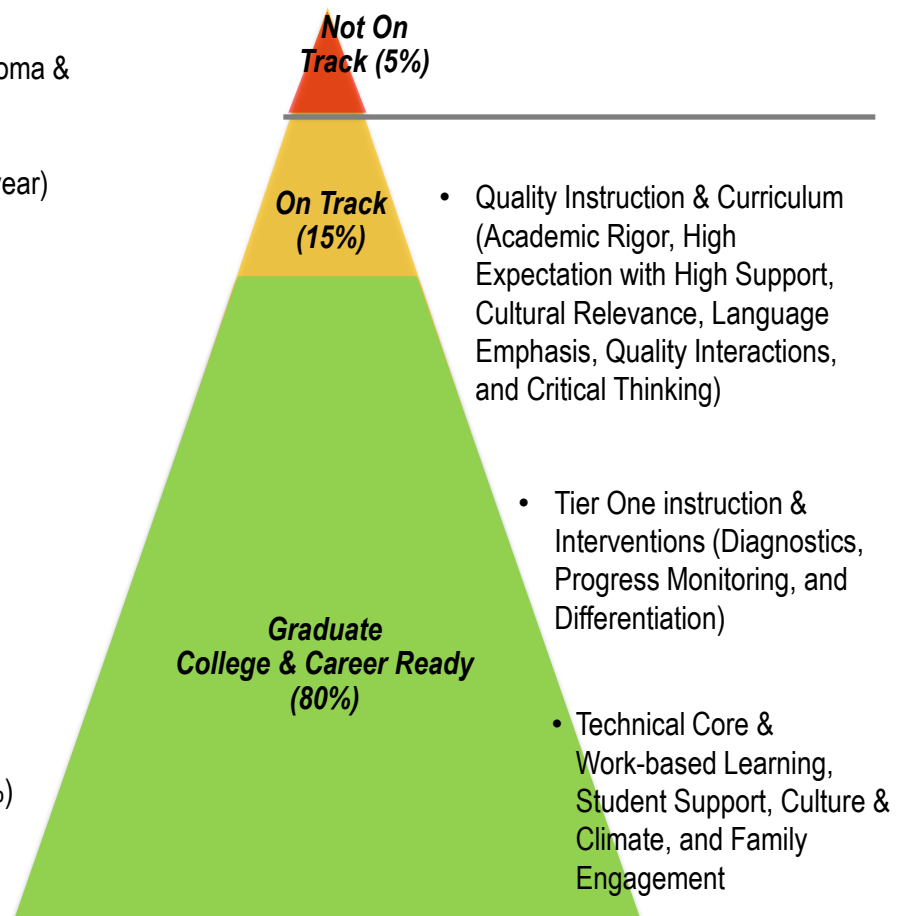 Not On
Track (5%)
oma &
year)
On Track
(15%)
• Quality Instruction & Curriculum
(Academic Rigor, High
Expectation with High Support,
Cultural Relevance, Language
Emphasis, Quality Interactions,
and Critical Thinking)
• Tier One instruction &
Interventions (Diagnostics,
Progress Monitoring, and
Differentiation)
Graduate
College & Career Ready
(80%)
• Technical Core &
Work-based Learning,
Student Support, Culture &
Climate, and Family
Engagement
)